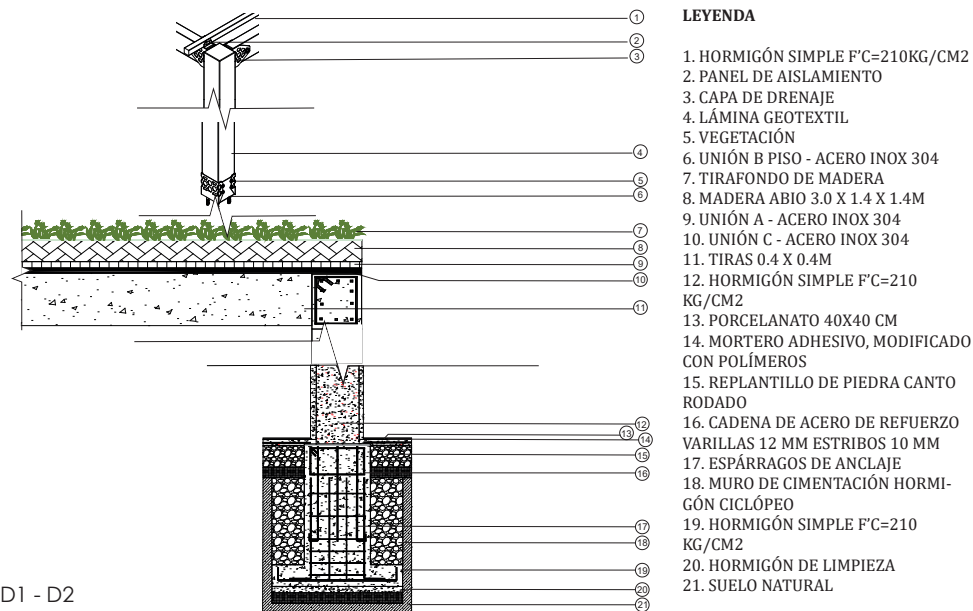 1
2
3
4
5
6
7
8
9
10
11
12
13
14
15
16
17
18
19
20
21
D1 - D2
LEYENDA
1. HORMIGÓN SIMPLE F'C=210KG/CM2
2. PANEL DE AISLAMIENTO
3. CAPA DE DRENAJE
4. LÁMINA GEOTEXTIL
5. VEGETACIÓN
6. UNIÓN B PISO - ACERO INOX 304
7. TIRAFONDO DE MADERA
8. MADERA ABIO 3.0 X 1.4 X 1.4M
9. UNIÓN A - ACERO INOX 304
10. UNIÓN C - ACERO INOX 304
11. TIRAS 0.4 X 0.4M
12. HORMIGÓN SIMPLE F'C=210
KG/CM2
13. PORCELANATO 40X40 CM
14. MORTERO ADHESIVO, MODIFICADO
CON POLÍMEROS
15. REPLANTILLO DE PIEDRA CANTO
RODADO
16. CADENA DE ACERO DE REFUERZO
VARILLAS 12 MM ESTRIBOS 10 MM
17. ESPÁRRAGOS DE ANCLAJE
18. MURO DE CIMENTACIÓN HORMI-
GÓN CICLÓPEO
19. HORMIGÓN SIMPLE F'C=210
KG/CM2
20. HORMIGÓN DE LIMPIEZA
21. SUELO NATURAL